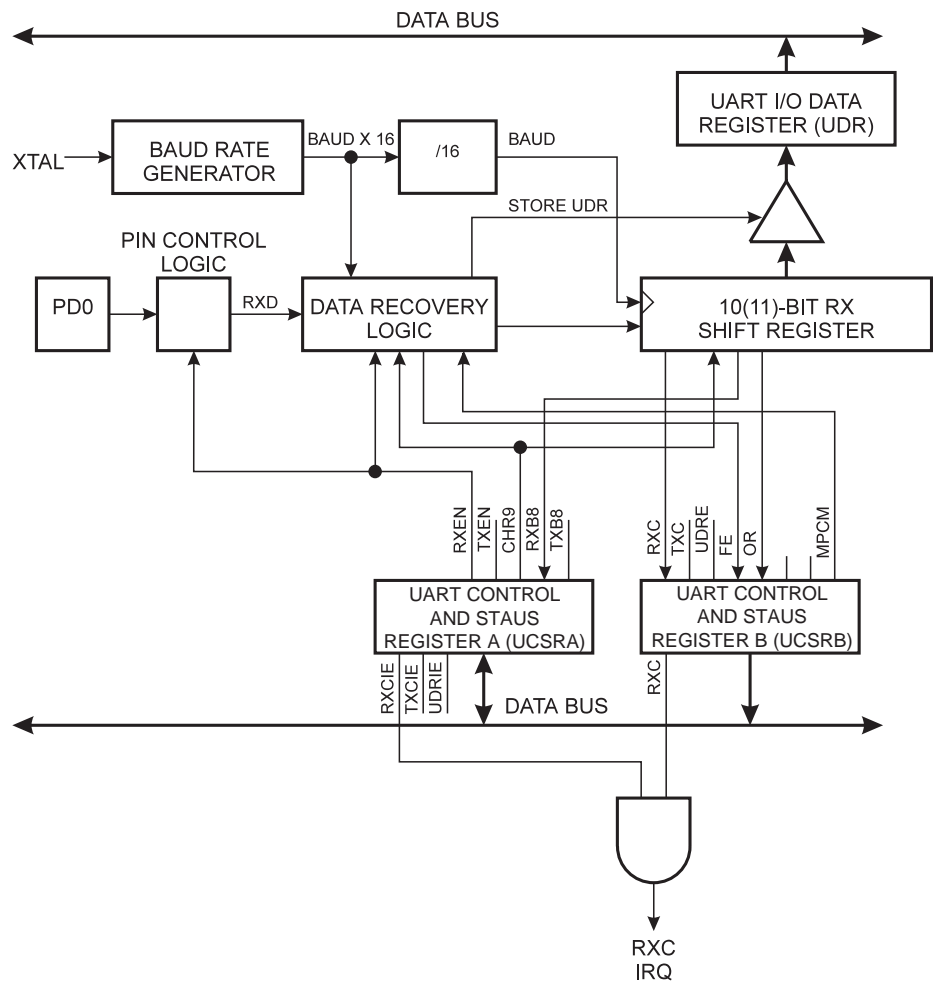 DATA BUS
UART I/O DATA
REGISTER (UDR)
XTAL
BAUD RATE
GENERATOR
BAUD X 16
/16
BAUD
STORE UDR
PIN CONTROL
LOGIC
PD0
RXD
DATA RECOVERY
LOGIC
10(11)-BIT RX
SHIFT REGISTER
RXEN
TXEN
CHR9
RXB8
TXB8
RXC
TXC
UDRE
FE
OR
MPCM
UART CONTROL
AND STAUS
REGISTER A (UCSRA)
UART CONTROL
AND STAUS
REGISTER B (UCSRB)
RXCIE
TXCIE
UDRIE
RXC
DATA BUS
RXC
IRQ